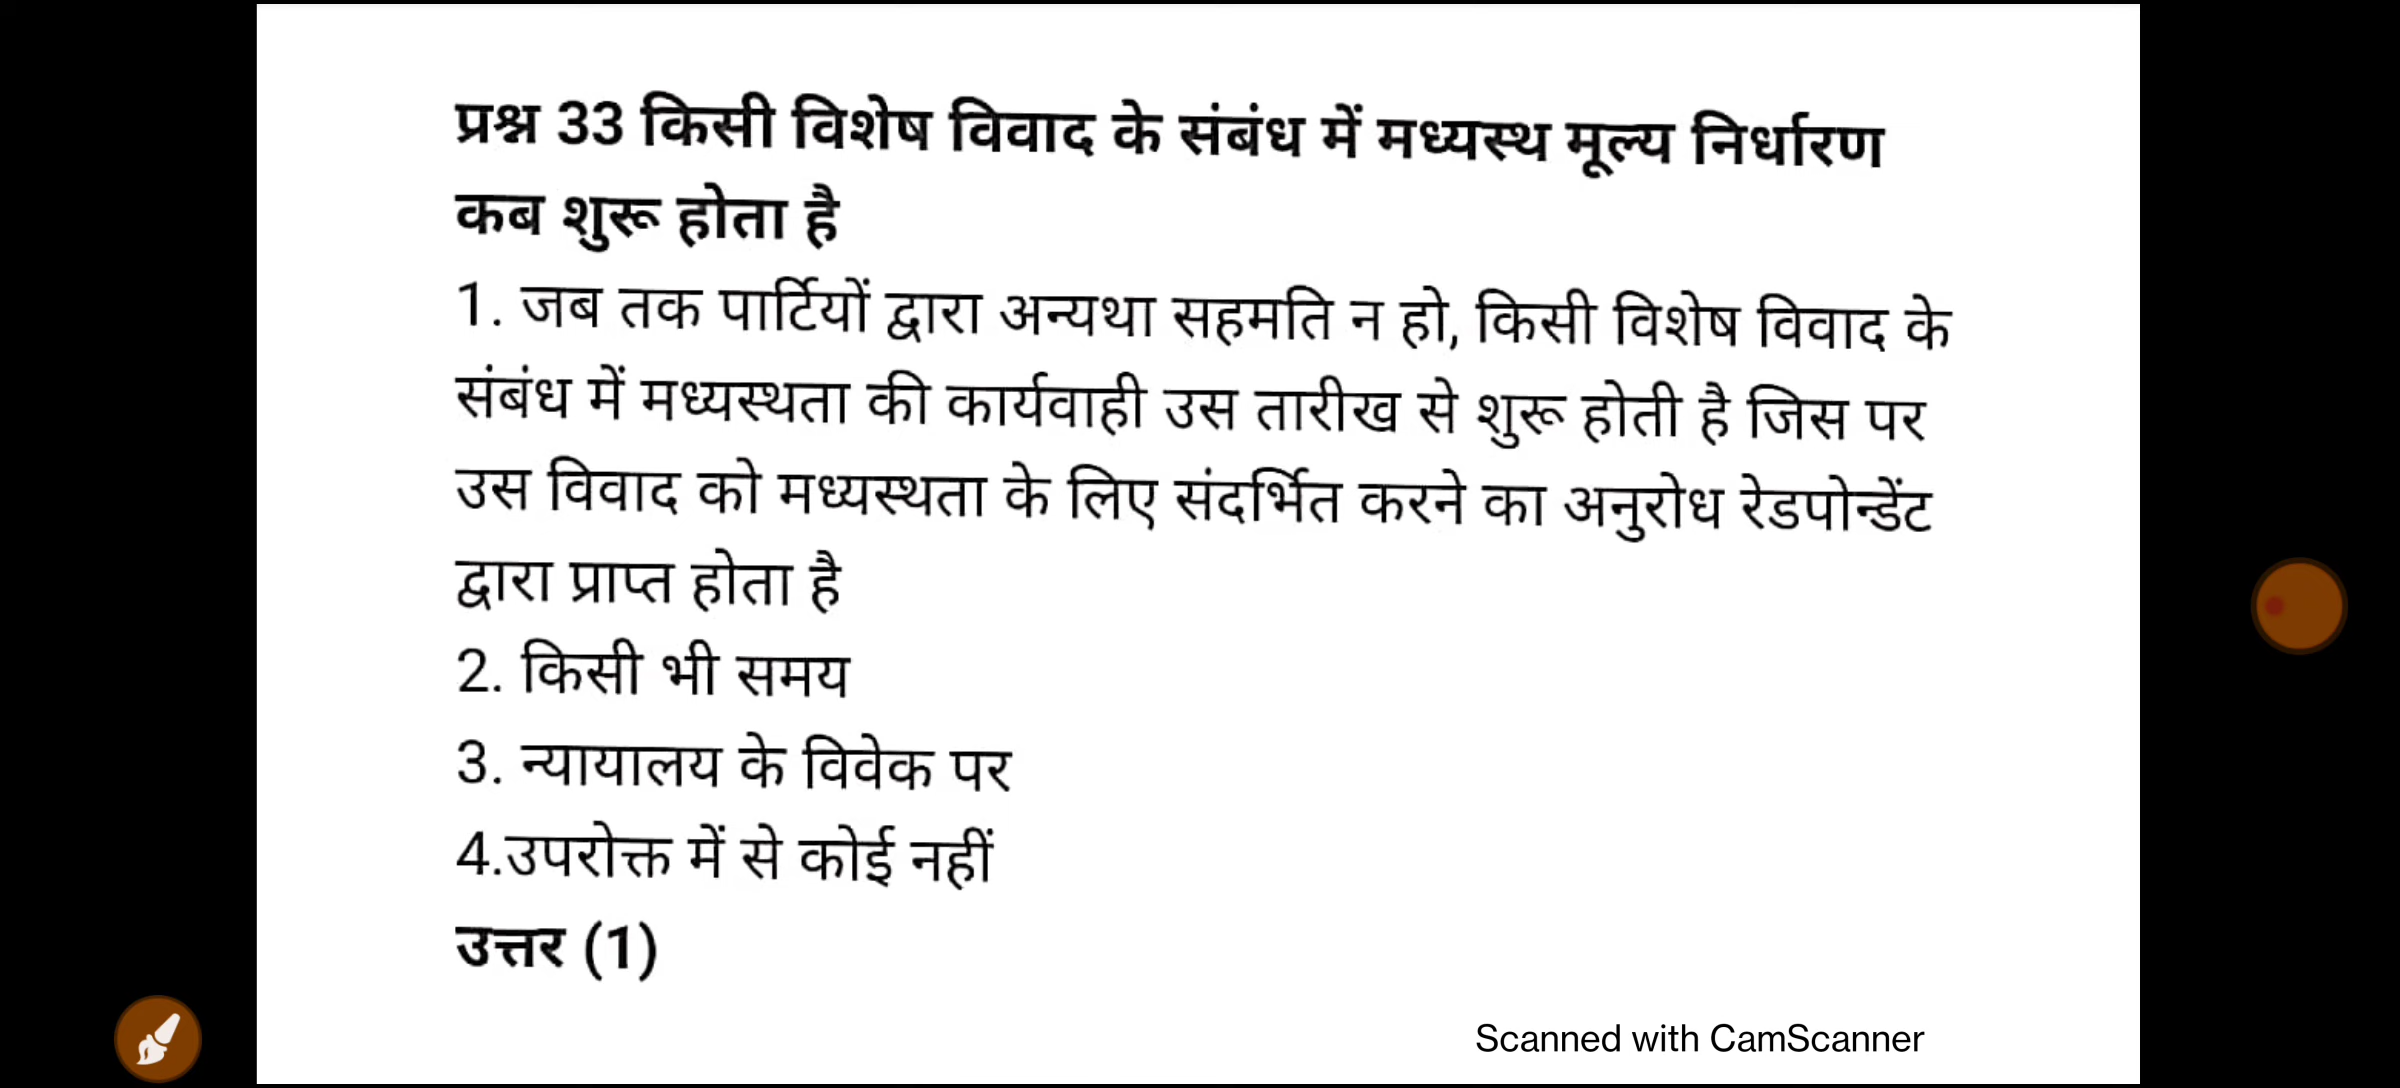 प्रश्न 33 किसी विशेष विवाद के संबंध में मध्यस्थ मूल्य निर्धारण
कब शुरू होता है
1. जब तक पार्टियों द्वारा अन्यथा सहमति न हो, किसी विशेष विवाद के
संबंध में मध्यस्थता की कार्यवाही उस तारीख से शुरू होती है जिस पर
उस विवाद को मध्यस्थता के लिए संदर्भित करने का अनुरोध रेडपोन्डेंट
द्वारा प्राप्त होता है
2. किसी भी समय
3. न्यायालय के विवेक पर
4.उपरोक्त में से कोई नहीं
उत्तर (1)
Scanned with CamScanner